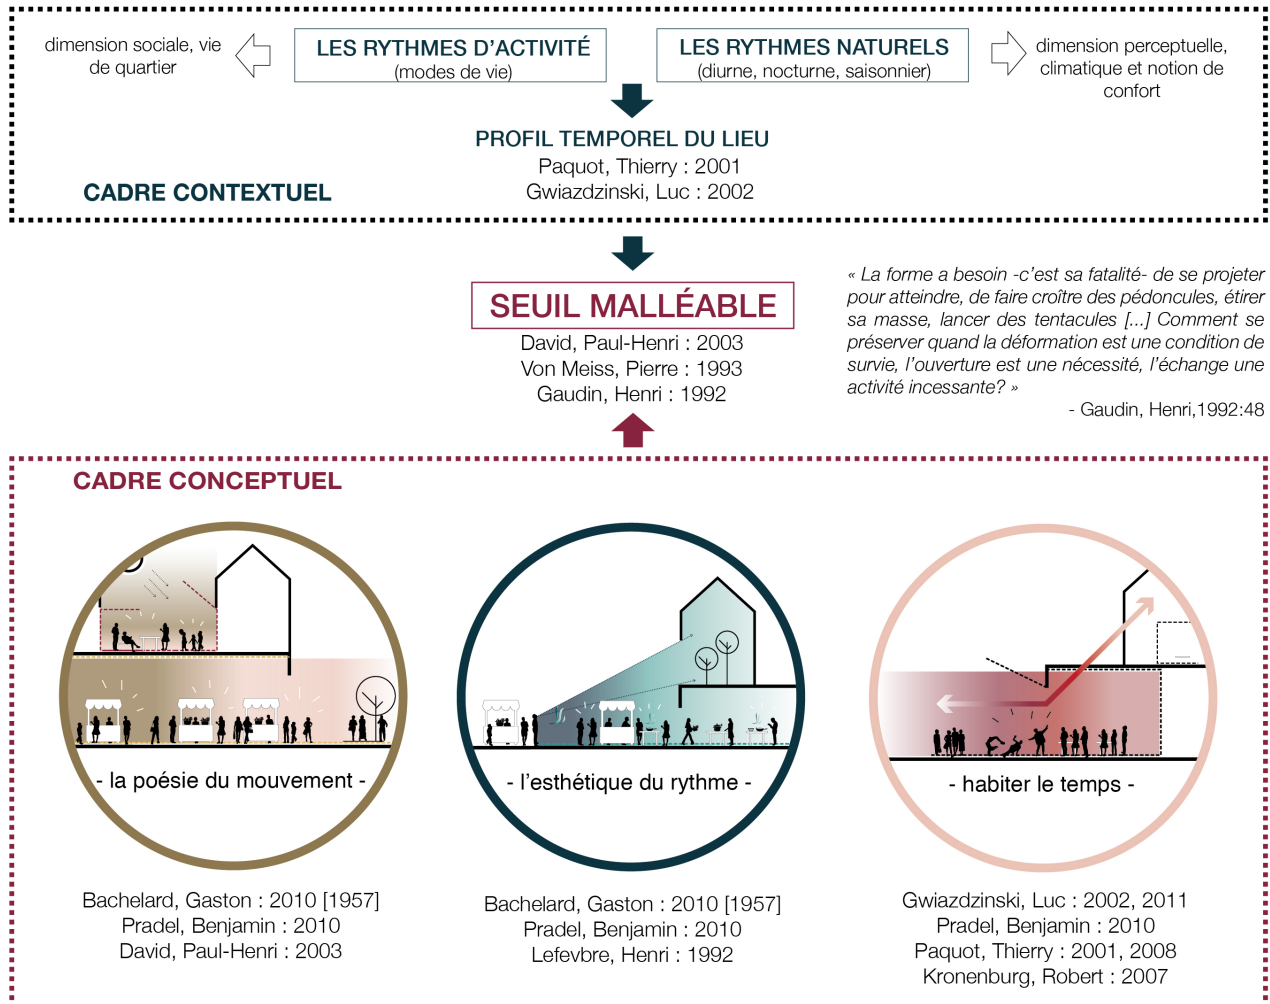 dimension sociale, vie
de quartier
LES RYTHMES D'ACTIVITÉ
(modes de vie)
LES RYTHMES NATURELS
(diurne, nocturne, saisonnier)
dimension perceptuelle,
climatique et notion de
confort
PROFIL TEMPOREL DU LIEU
Paquot, Thierry : 2001
Gwiazdzinski, Luc : 2002
CADRE CONTEXTUEL
SEUIL MALLÉABLE
David, Paul-Henri : 2003
Von Meiss, Pierre : 1993
Gaudin, Henri : 1992
« La forme a besoin -c'est sa fatalité- de se projeter
pour atteindre, de faire croître des pédoncules, étirer
sa masse, lancer des tentacules [...] Comment se
préserver quand la déformation est une condition de
survie, l'ouverture est une nécessité, l'échange une
activité incessante? »
- Gaudin, Henri,1992:48
CADRE CONCEPTUEL
- la poésie du mouvement -
- l'esthétique du rythme -
- habiter le temps -
Bachelard, Gaston : 2010 [1957]
Pradel, Benjamin : 2010
David, Paul-Henri : 2003
Bachelard, Gaston : 2010 [1957]
Pradel, Benjamin : 2010
Lefevbre, Henri : 1992
Gwiazdzinski, Luc : 2002, 2011
Pradel, Benjamin : 2010
Paquot, Thierry : 2001, 2008
Kronenburg, Robert : 2007